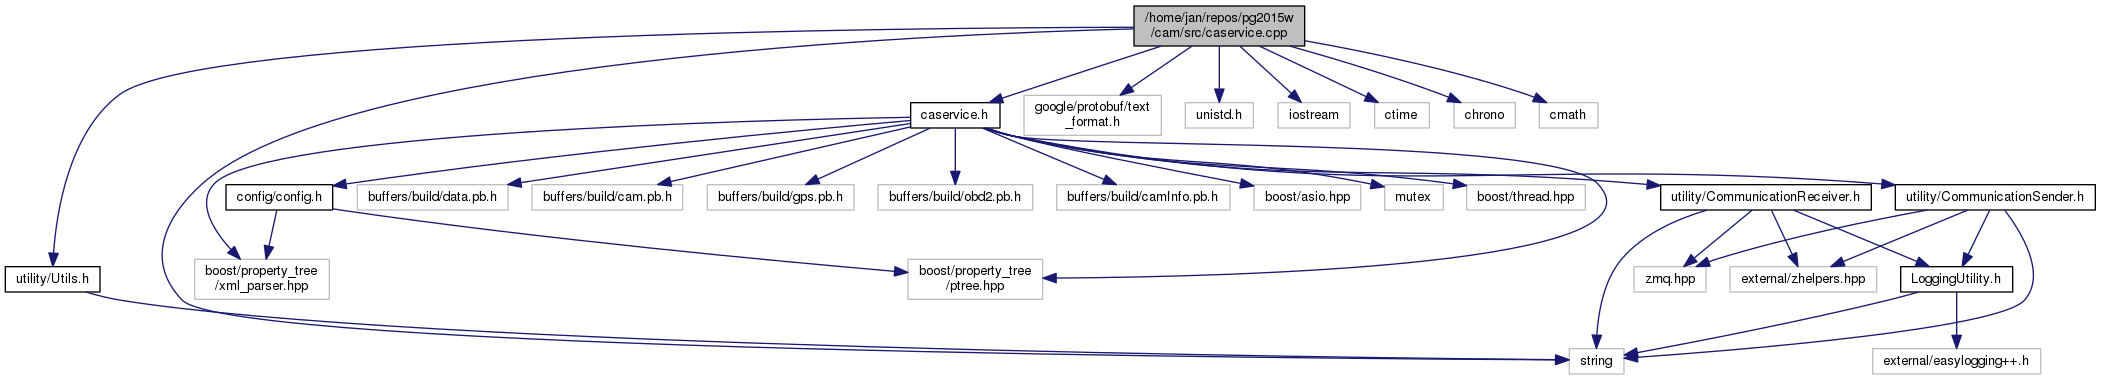 /home/jan/repos/pg2015w
/cam/src/caservice.cpp
caservice.h
google/protobuf/text
_format.h
unistd.h
iostream
ctime
chrono
cmath
config/config.h
buffers/build/data.pb.h
buffers/build/cam.pb.h
buffers/build/gps.pb.h
buffers/build/obd2.pb.h
buffers/build/camInfo.pb.h
boost/asio.hpp
mutex
boost/thread.hpp
utility/CommunicationReceiver.h
utility/CommunicationSender.h
utility/Utils.h
boost/property_tree
/xml_parser.hpp
boost/property_tree
/ptree.hpp
zmq.hpp
external/zhelpers.hpp
LoggingUtility.h
string
external/easylogging++.h